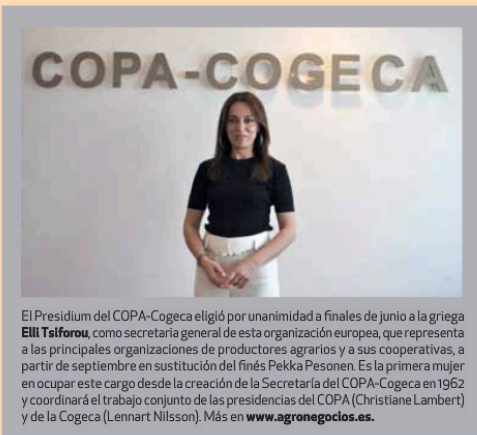 COPA-COGECA
El Presidium del COPA-Cogeca eligió por unanimidad a finales de junio a la griega
Elli Tsiforou, como secretaria general de esta organización europea, que representa
a las principales organizaciones de productores agrarios y a sus cooperativas, a
partir de septiembre en sustitución del finés Pekka Pesonen. Es la primera mujer
en ocupar este cargo desde la creación de la Secretaría del COPA-Cogeca en 1962
y coordinará el trabajo conjunto de las presidencias del COPA (Christiane Lambert)
y de la Cogeca (Lennart Nilsson). Más en www.agronegocios.es.